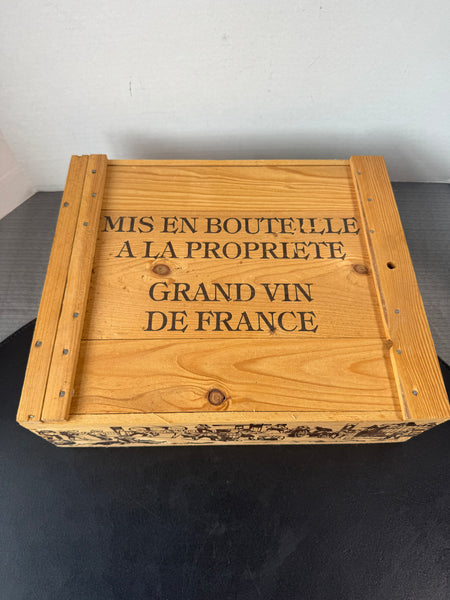 MIS EN BOUTEILLE
A LA PROPRIETE
GRAND VIN
DE FRANCE